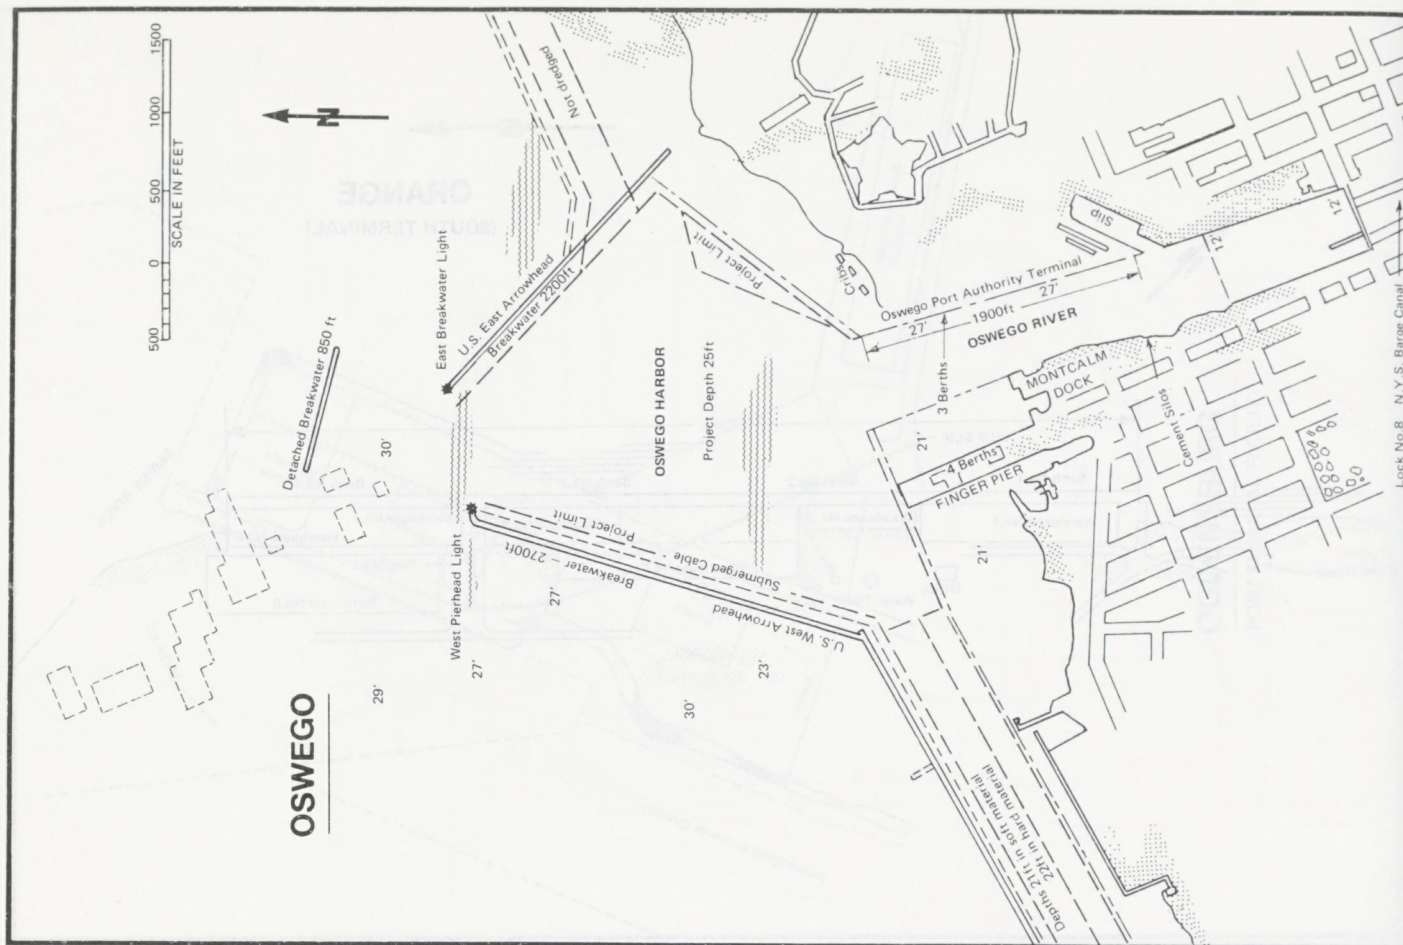 OSWEGO
500 0 500 1000 1500
SCALE IN FEET
N
Detached Breakwater 850 ft
30'
29'
27'
27'
30'
23'
West Pierhead Light
East Breakwater Light
U.S. East Arrowhead
Breakwater 2200ft
Not dredged
U.S. West Arrowhead Breakwater 2700ft
Submerged Cable
Project Limit
OSWEGO HARBOR
Project Depth 25ft
Project Limit
Cribs
Oswego Port Authority Terminal
27' 27'
1900ft
OSWEGO RIVER
3 Berths
Slip
12'
12'
21'
21'
4 Berths
FINGER PIER
MONTCALM
DOCK
Cement Silos
Depths 21ft in soft material
22ft in hard material
Lock No.8 N.Y.S. Barge Canal
ORANGE
(SOUTH TERMINAL)